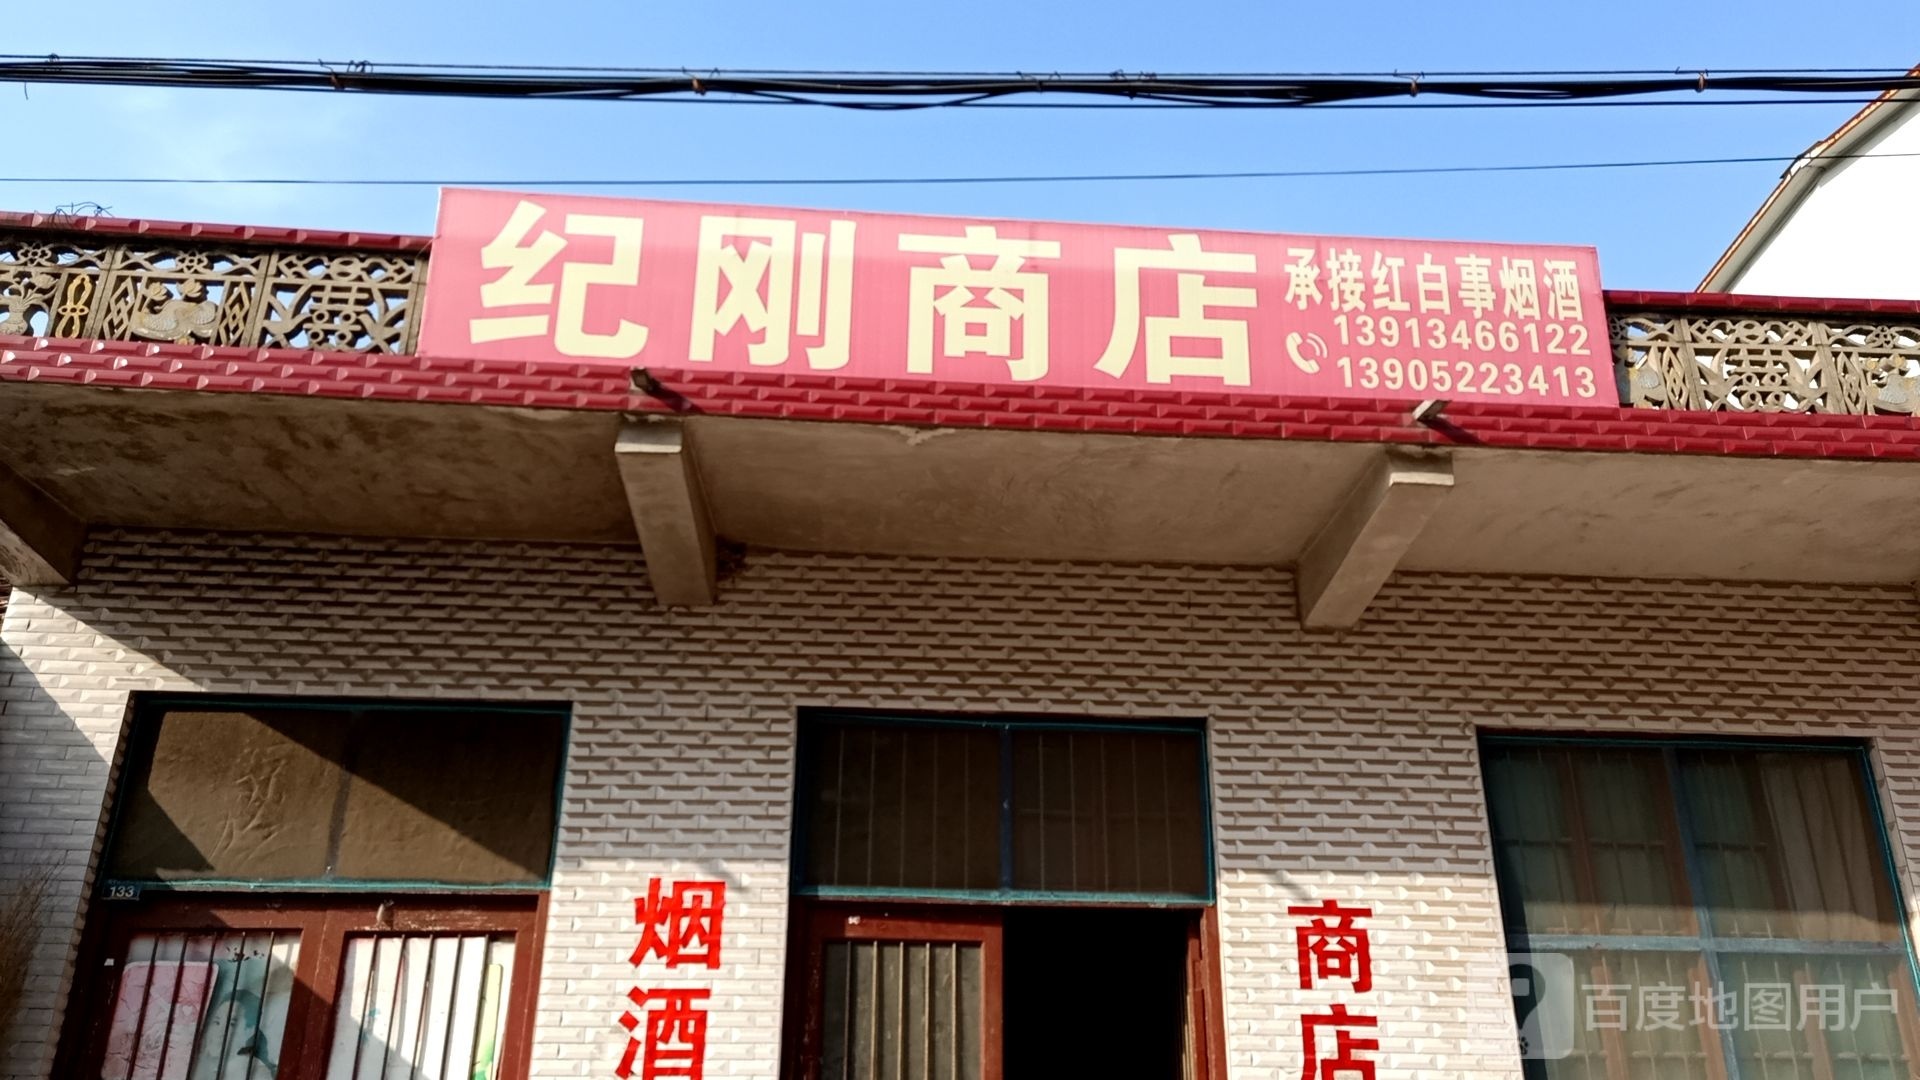 纪刚商店
承接红白事烟酒
13913466122
13905223413
133
烟酒
商店
百度地图用户